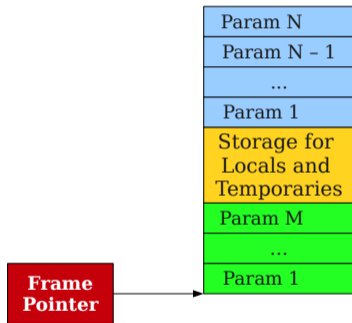 Param N
Param N – 1
...
Param 1
Storage for
Locals and
Temporaries
Param M
...
Param 1
Frame
Pointer